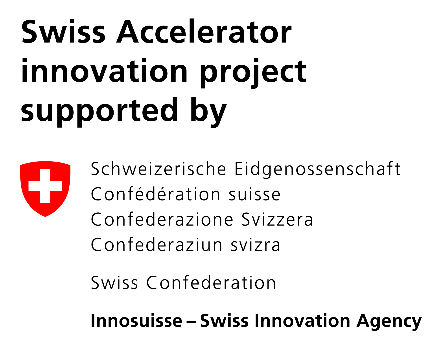 Swiss Accelerator
innovation project
supported by
Schweizerische Eidgenossenschaft
Confédération suisse
Confederazione Svizzera
Confederaziun svizra
Swiss Confederation
Innosuisse – Swiss Innovation Agency